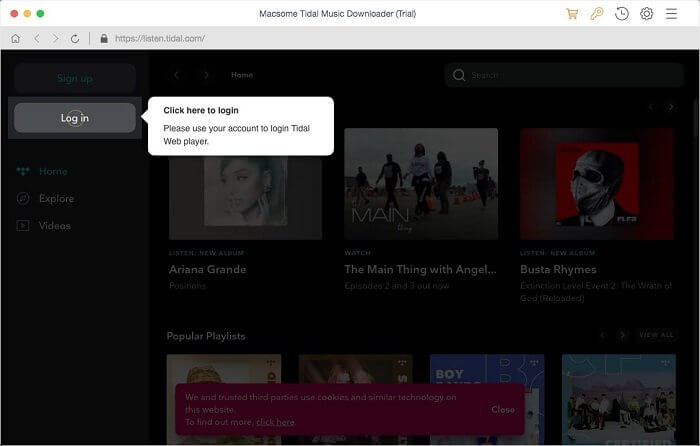 Macsome Tidal Music Downloader (Trial)
https://listen.tidal.com/
Sign up
Home
Search
Log in
Click here to login
Please use your account to login Tidal
Web player.
Home
Explore
Videos
MAIN
thing
ELE2
LISTEN: NEW ALBUM
Ariana Grande
Positions
WATCH
The Main Thing with Angel...
Episodes 2 and 3 out now
LISTEN: NEW ALBUM
Busta Rhymes
Extinction Level Event 2: The Wrath of
God (Reloaded)
Popular Playlists
VIEW ALL
BOY
BANDS
We and trusted third parties use cookies and similar technology on
this website.
To find out more, click here.
Close
CERTIFIED